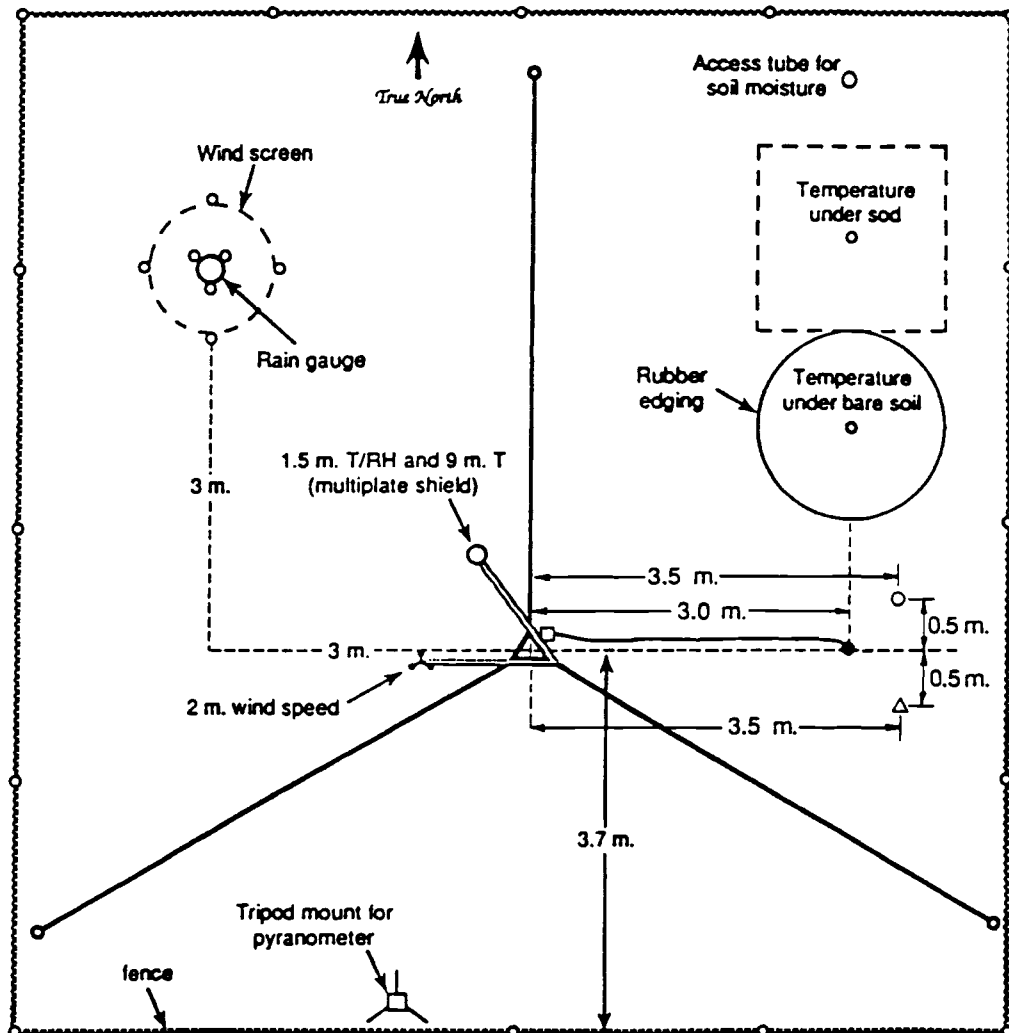 True North
Access tube for
soil moisture
Wind screen
Temperature
under sod
Rain gauge
Rubber
edging
Temperature
under bare soil
1.5 m. T/RH and 9 m. T
(multiplate shield)
3 m.
3.5 m.
3.0 m.
0.5 m.
3 m.
0.5 m.
2 m. wind speed
3.5 m.
3.7 m.
Tripod mount for
pyranometer
fence